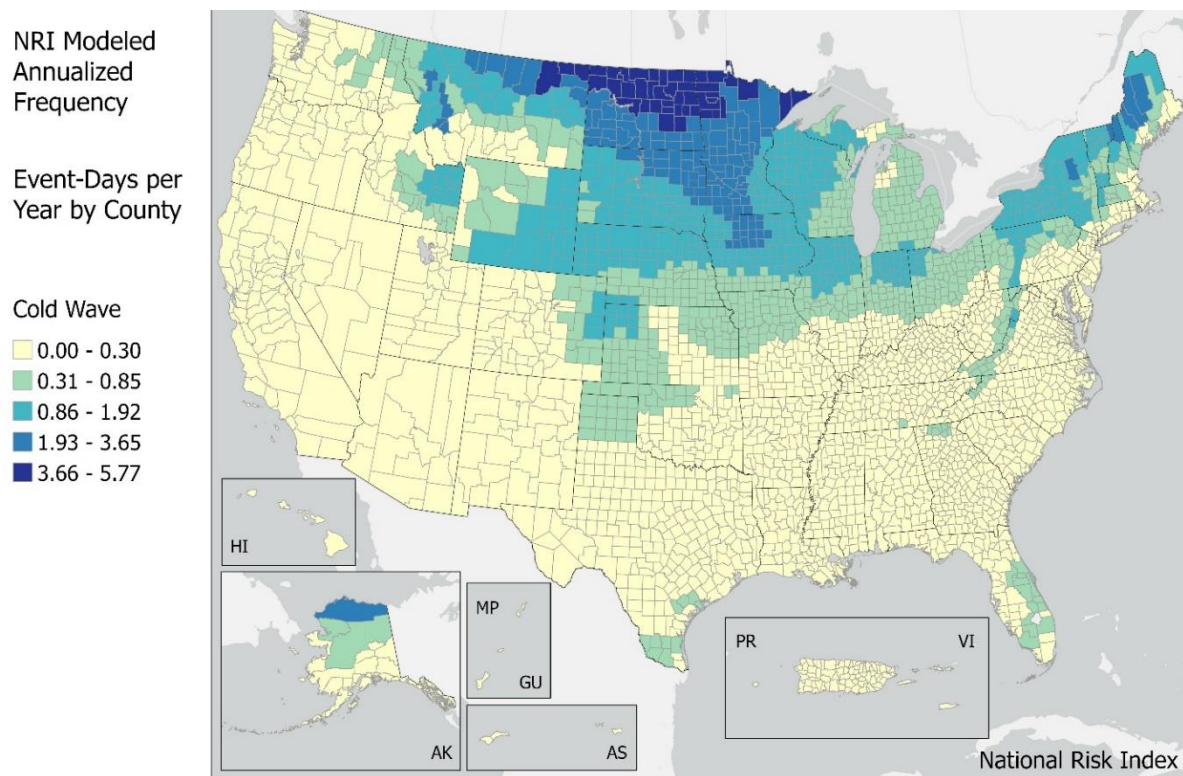 NRI Modeled
Annualized
Frequency
Event-Days per
Year by County
Cold Wave
0.00 - 0.30
0.31 - 0.85
0.86 - 1.92
1.93 - 3.65
3.66 - 5.77
HI
AK
MP
GU
AS
PR
VI
National Risk Index